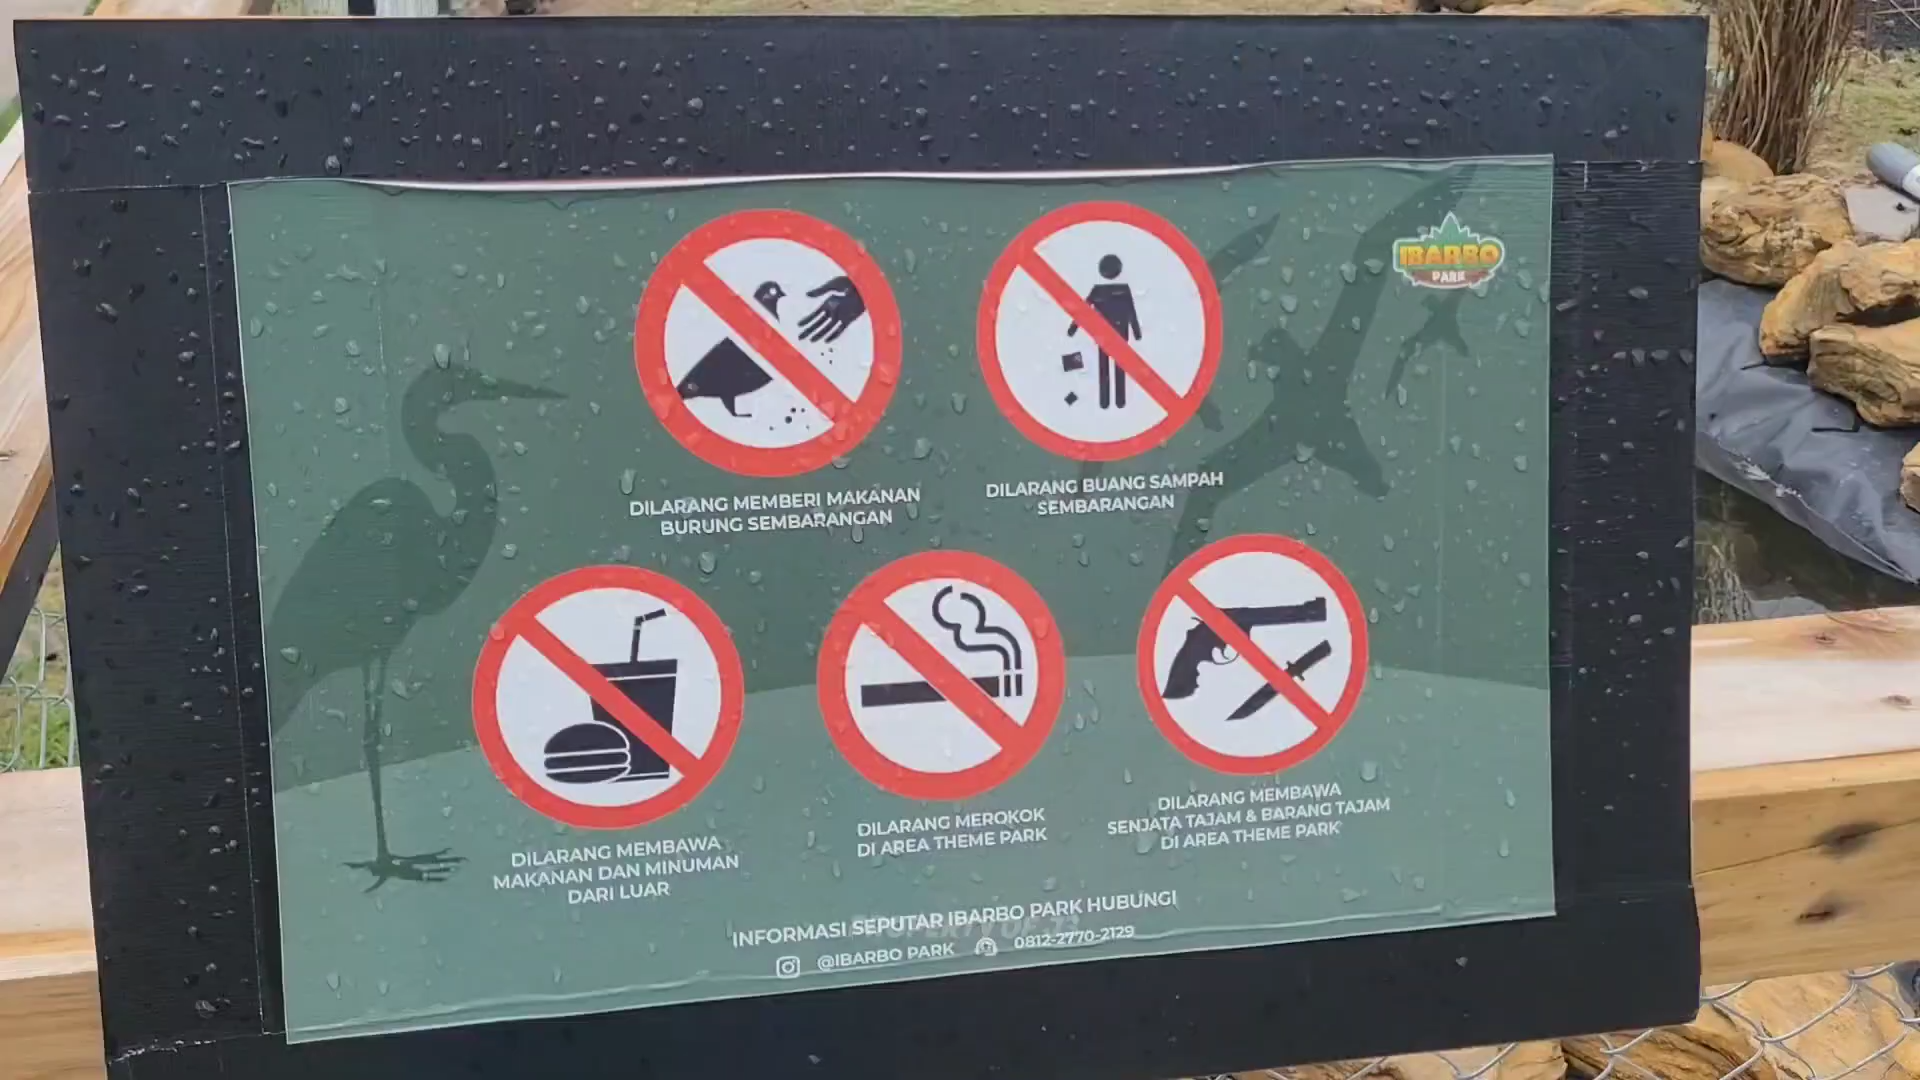 IBARBO
PARK
DILARANG MEMBERI MAKANAN
BURUNG SEMBARANGAN
DILARANG BUANG SAMPAH
SEMBARANGAN
DILARANG MEMBAWA
MAKANAN DAN MINUMAN
DARI LUAR
DILARANG MEROKOK
DI AREA THEME PARK
DILARANG MEMBAWA
SENJATA TAJAM & BARANG TAJAM
DI AREA THEME PARK
INFORMASI SEPUTAR IBARBO PARK HUBUNGI
@IBARBO PARK 0812-2770-2129